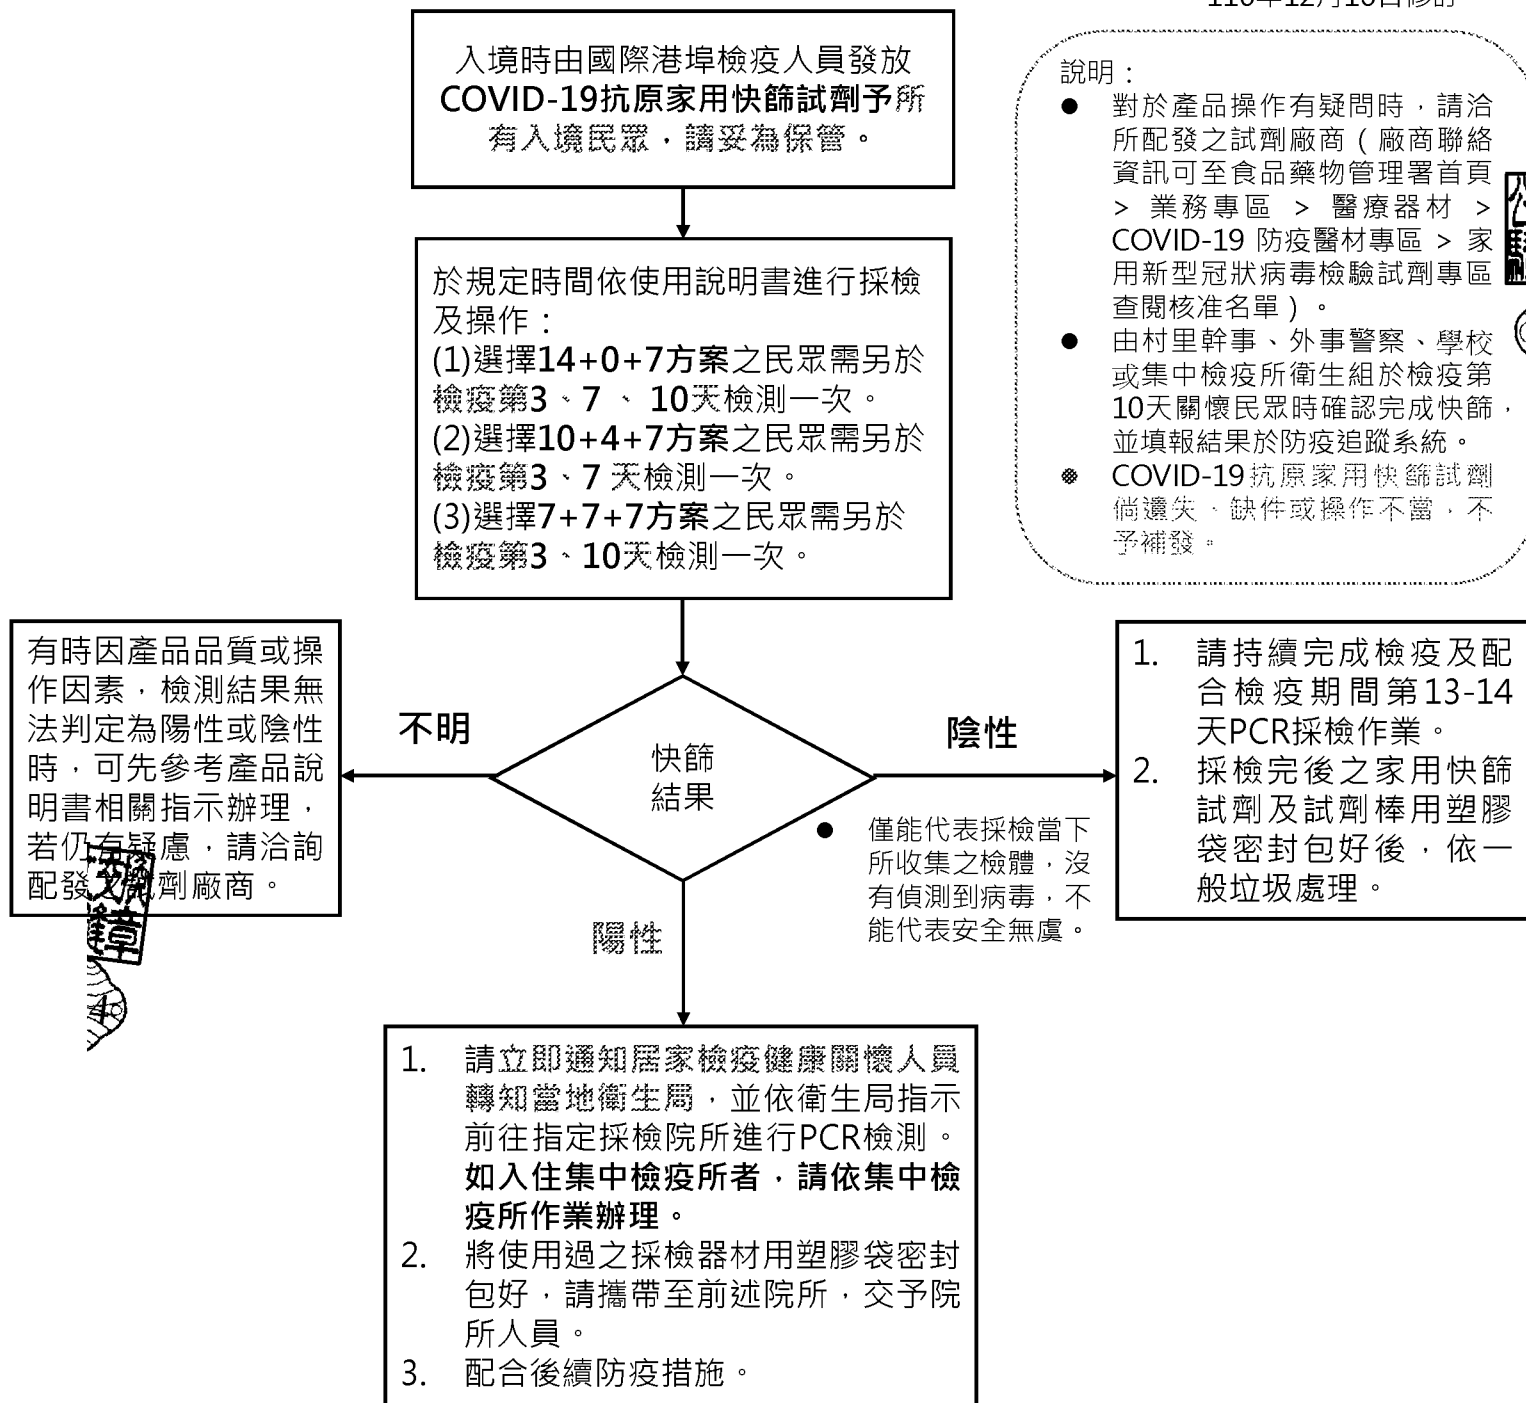 入境時由國際港埠檢疫人員發放
COVID-19抗原家用快篩試劑予所
有入境民眾，請妥為保管。
說明：
● 對於產品操作有疑問時，請洽
所配發之試劑廠商（廠商聯絡
資訊可至食品藥物管理署首頁
> 業務專區 > 醫療器材 >
COVID-19 防疫醫材專區 > 家
用新型冠狀病毒檢驗試劑專區
查閱核准名單）。
● 由村里幹事、外事警察、學校
或集中檢疫所衛生組於檢疫第
10天關懷民眾時確認完成快篩，
並填報結果於防疫追蹤系統。
● COVID-19抗原家用快篩試劑
倘遺失、缺件或操作不當，不
予補發。
於規定時間依使用說明書進行採檢
及操作：
(1)選擇14+0+7方案之民眾需另於
檢疫第3、7 、 10天檢測一次。
(2)選擇10+4+7方案之民眾需另於
檢疫第3、7 天檢測一次。
(3)選擇7+7+7方案之民眾需另於
檢疫第3、10天檢測一次。
有時因產品品質或操
作因素，檢測結果無
法判定為陽性或陰性
時，可先參考產品說
明書相關指示辦理，
若仍有疑慮，請洽詢
配發之試劑廠商。
不明
快篩
結果
陰性
● 僅能代表採檢當下
所收集之檢體，沒
有偵測到病毒，不
能代表安全無虞。
1. 請持續完成檢疫及配
合檢疫期間第13-14
天PCR採檢作業。
2. 採檢完後之家用快篩
試劑及試劑棒用塑膠
袋密封包好後，依一
般垃圾處理。
陽性
1. 請立即通知居家檢疫健康關懷人員
轉知當地衛生局，並依衛生局指示
前往指定採檢院所進行PCR檢測。
如入住集中檢疫所者，請依集中檢
疫所作業辦理。
2. 將使用過之採檢器材用塑膠袋密封
包好，請攜帶至前述院所，交予院
所人員。
3. 配合後續防疫措施。